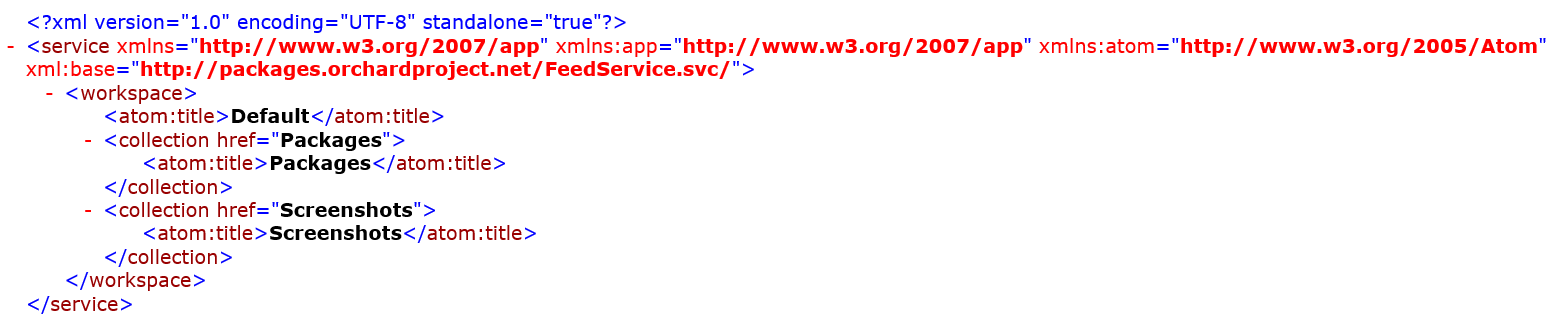 <?xml version="1.0" encoding="UTF-8" standalone="true"?>
- <service xmlns="http://www.w3.org/2007/app" xmlns:app="http://www.w3.org/2007/app" xmlns:atom="http://www.w3.org/2005/Atom"
xml:base="http://packages.orchardproject.net/FeedService.svc/">
- <workspace>
<atom:title>Default</atom:title>
- <collection href="Packages">
<atom:title>Packages</atom:title>
</collection>
- <collection href="Screenshots">
<atom:title>Screenshots</atom:title>
</collection>
</workspace>
</service>